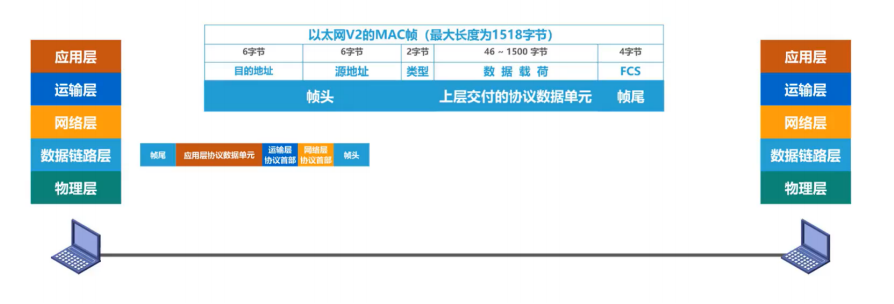 以太网V2的MAC帧（最大长度为1518字节）
6字节 6字节 2字节 46 – 1500 字节 4字节
目的地址 源地址 类型 数 据 载 荷 FCS
帧头 上层交付的协议数据单元 帧尾
应用层
运输层
网络层
数据链路层
物理层
帧尾 应用层协议数据单元 运输层协议首部 网络层协议首部 帧头
应用层
运输层
网络层
数据链路层
物理层